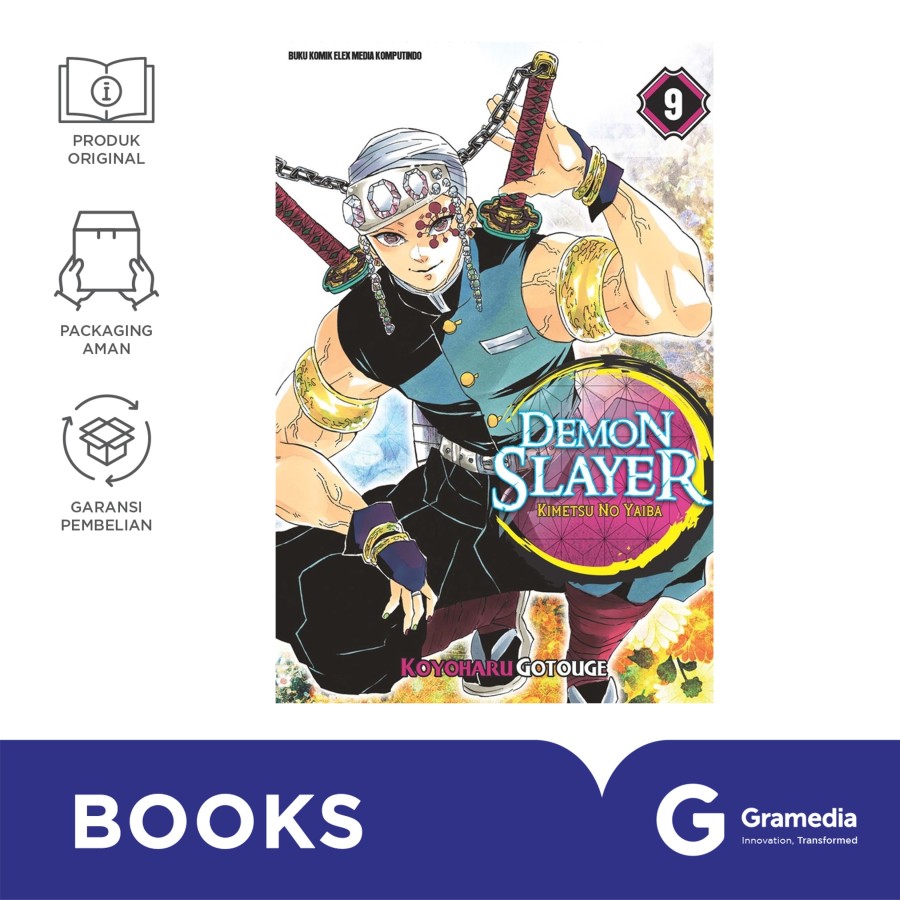 PRODUK
ORIGINAL
PACKAGING
AMAN
GARANSI
PEMBELIAN
BUKU KOMIK ELEX MEDIA KOMPUTINDO
9
DEMON
SLAYER
KIMETSU NO YAIBA
KOYOHARU GOTOUGE
BOOKS
G Gramedia
Innovation, Transformed